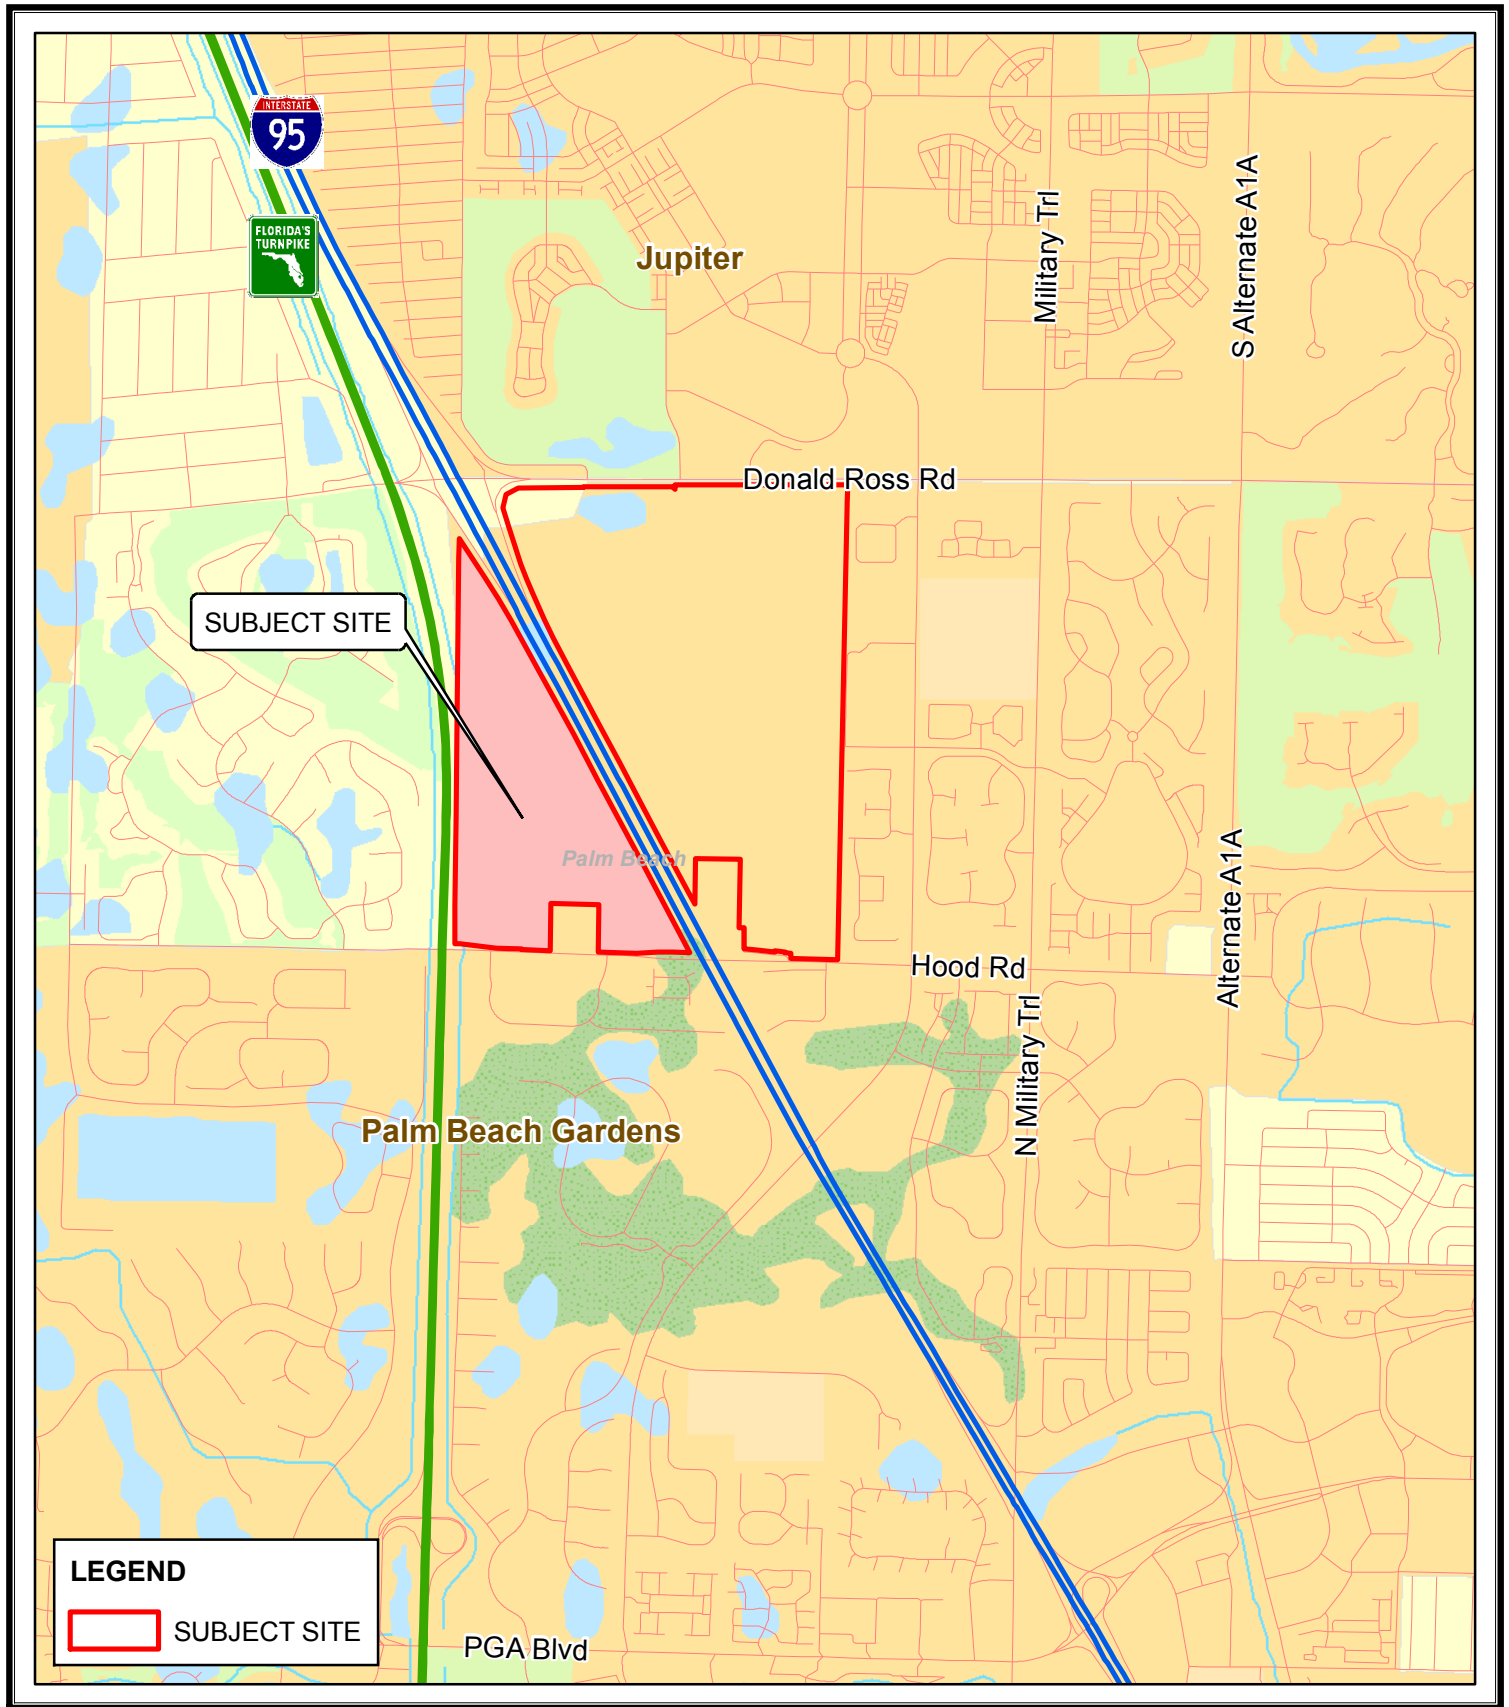 INTERSTATE
95
FLORIDA'S
TURNPIKE
Jupiter
Military Trl
S Alternate A1A
Donald Ross Rd
SUBJECT SITE
Palm Beach
Alternate A1A
Hood Rd
N Military Trl
Palm Beach Gardens
LEGEND
SUBJECT SITE
PGA Blvd